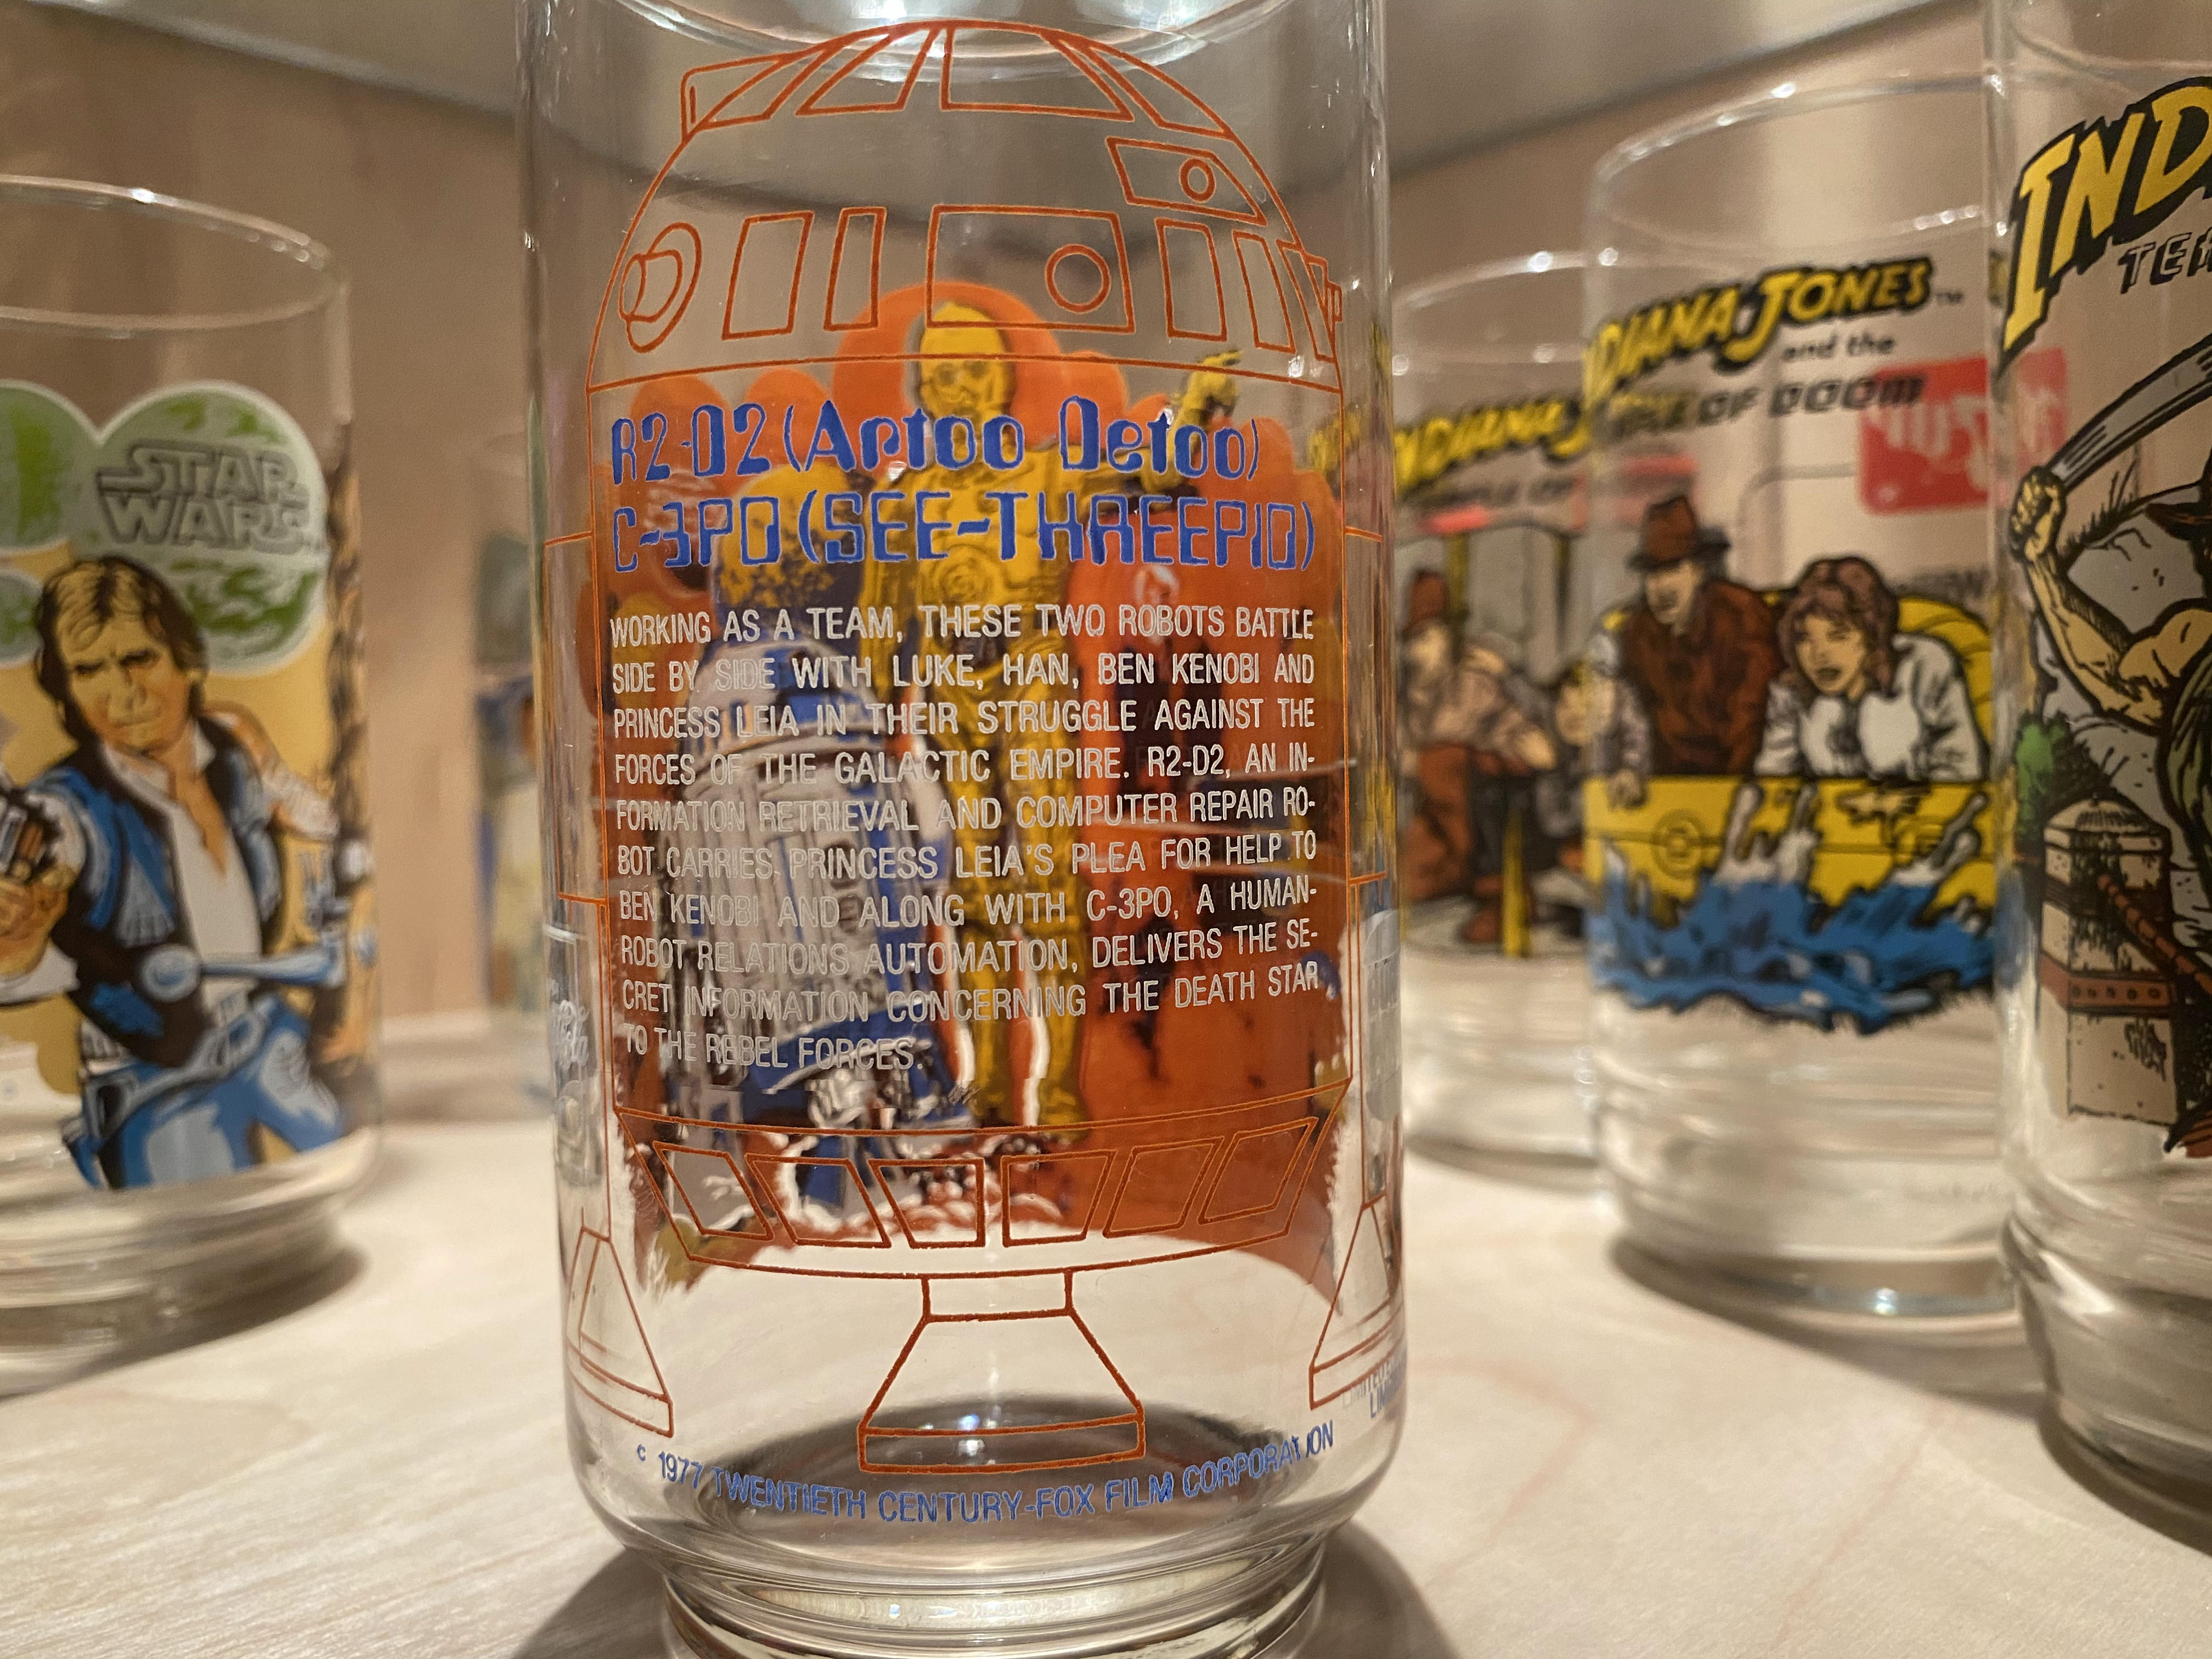 R2-D2 (Artoo Detoo)
C-3PO (SEE-THREEPIO)
WORKING AS A TEAM, THESE TWO ROBOTS BATTLE
SIDE BY SIDE WITH LUKE, HAN, BEN KENOBI AND
PRINCESS LEIA IN THEIR STRUGGLE AGAINST THE
FORCES OF THE GALACTIC EMPIRE. R2-D2, AN IN-
FORMATION RETRIEVAL AND COMPUTER REPAIR RO-
BOT CARRIES PRINCESS LEIA'S PLEA FOR HELP TO
BEN KENOBI AND ALONG WITH C-3PO, A HUMAN-
ROBOT RELATIONS AUTOMATION, DELIVERS THE SE-
CRET INFORMATION CONCERNING THE DEATH STAR
TO THE REBEL FORCES.
c 1977 TWENTIETH CENTURY-FOX FILM CORPORATION
STAR
WARS
INDIANA JONES
INDIANA JONES™
and the
OF DOOM